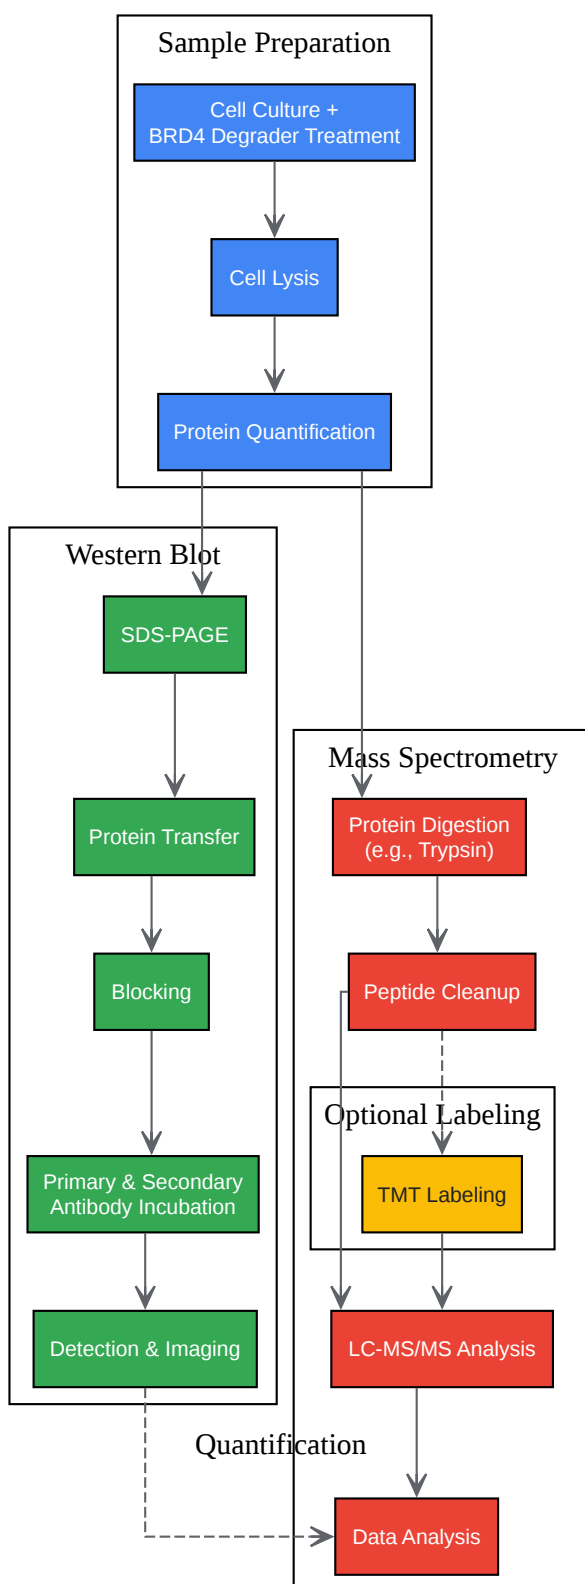 Sample Preparation
Cell Culture +
BRD4 Degrader Treatment
Cell Lysis
Protein Quantification
Western Blot
SDS-PAGE
Protein Transfer
Blocking
Primary & Secondary
Antibody Incubation
Detection & Imaging
Mass Spectrometry
Protein Digestion
(e.g., Trypsin)
Peptide Cleanup
Optional Labeling
TMT Labeling
LC-MS/MS Analysis
Quantification
Data Analysis